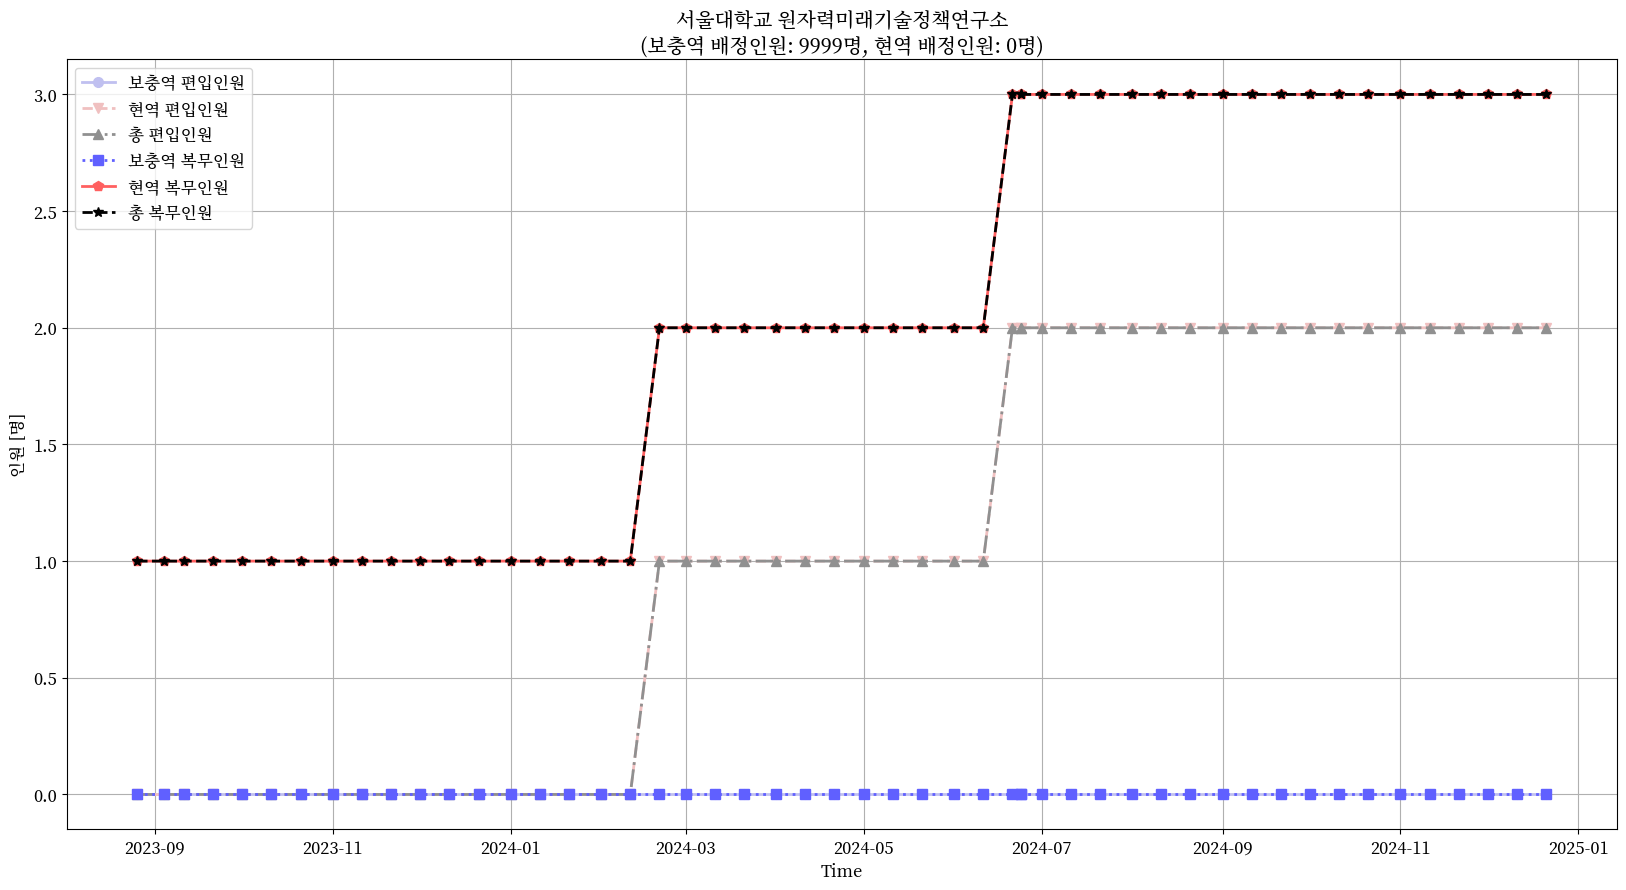 서울대학교 원자력미래기술정책연구소
(보충역 배정인원: 9999명, 현역 배정인원: 0명)
보충역 편입인원
현역 편입인원
총 편입인원
보충역 복무인원
현역 복무인원
총 복무인원
3.0
2.5
2.0
1.5
1.0
0.5
0.0
인원 [명]
2023-09
2023-11
2024-01
2024-03
2024-05
2024-07
2024-09
2024-11
2025-01
Time